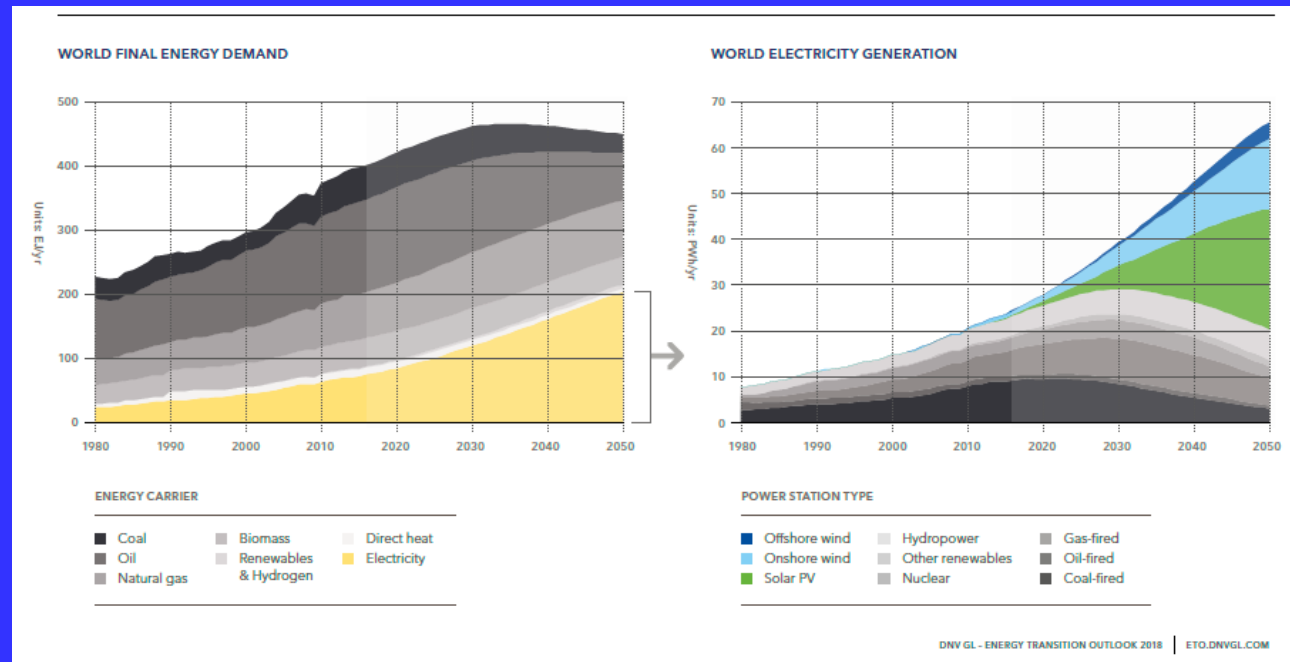 WORLD FINAL ENERGY DEMAND
500
400
300
200
100
0
Units: EJ/yr
1980
1990
2000
2010
2020
2030
2040
2050
ENERGY CARRIER
Coal
Oil
Natural gas
Biomass
Renewables
& Hydrogen
Direct heat
Electricity
WORLD ELECTRICITY GENERATION
70
60
50
40
30
20
10
0
Units: PWh/yr
1980
1990
2000
2010
2020
2030
2040
2050
POWER STATION TYPE
Offshore wind
Onshore wind
Solar PV
Hydropower
Other renewables
Nuclear
Gas-fired
Oil-fired
Coal-fired
DNV GL - ENERGY TRANSITION OUTLOOK 2018 | ETO.DNVGL.COM